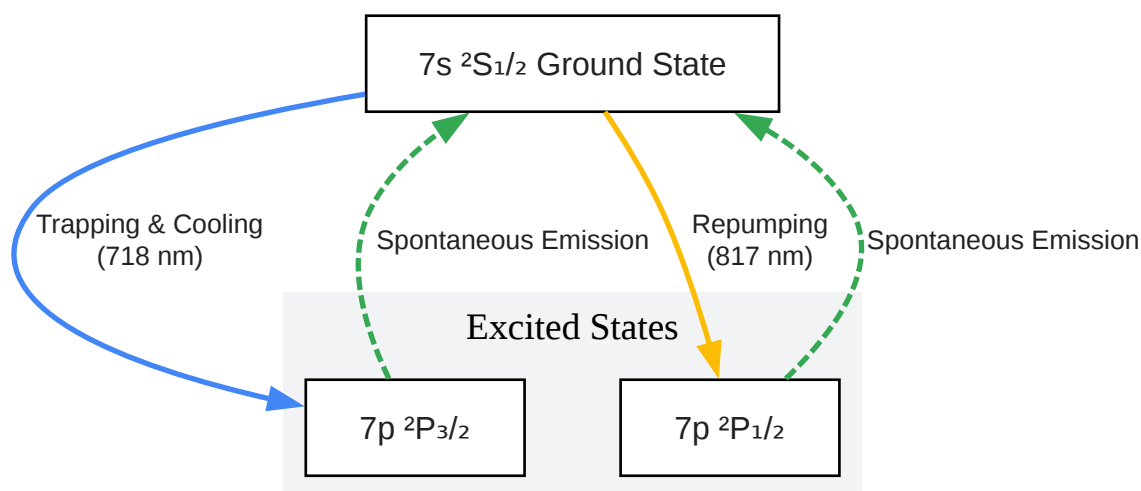 7s ²S₁/₂ Ground State
Trapping & Cooling
(718 nm)
Spontaneous Emission
Repumping
(817 nm)
Spontaneous Emission
Excited States
7p ²P₃/₂
7p ²P₁/₂